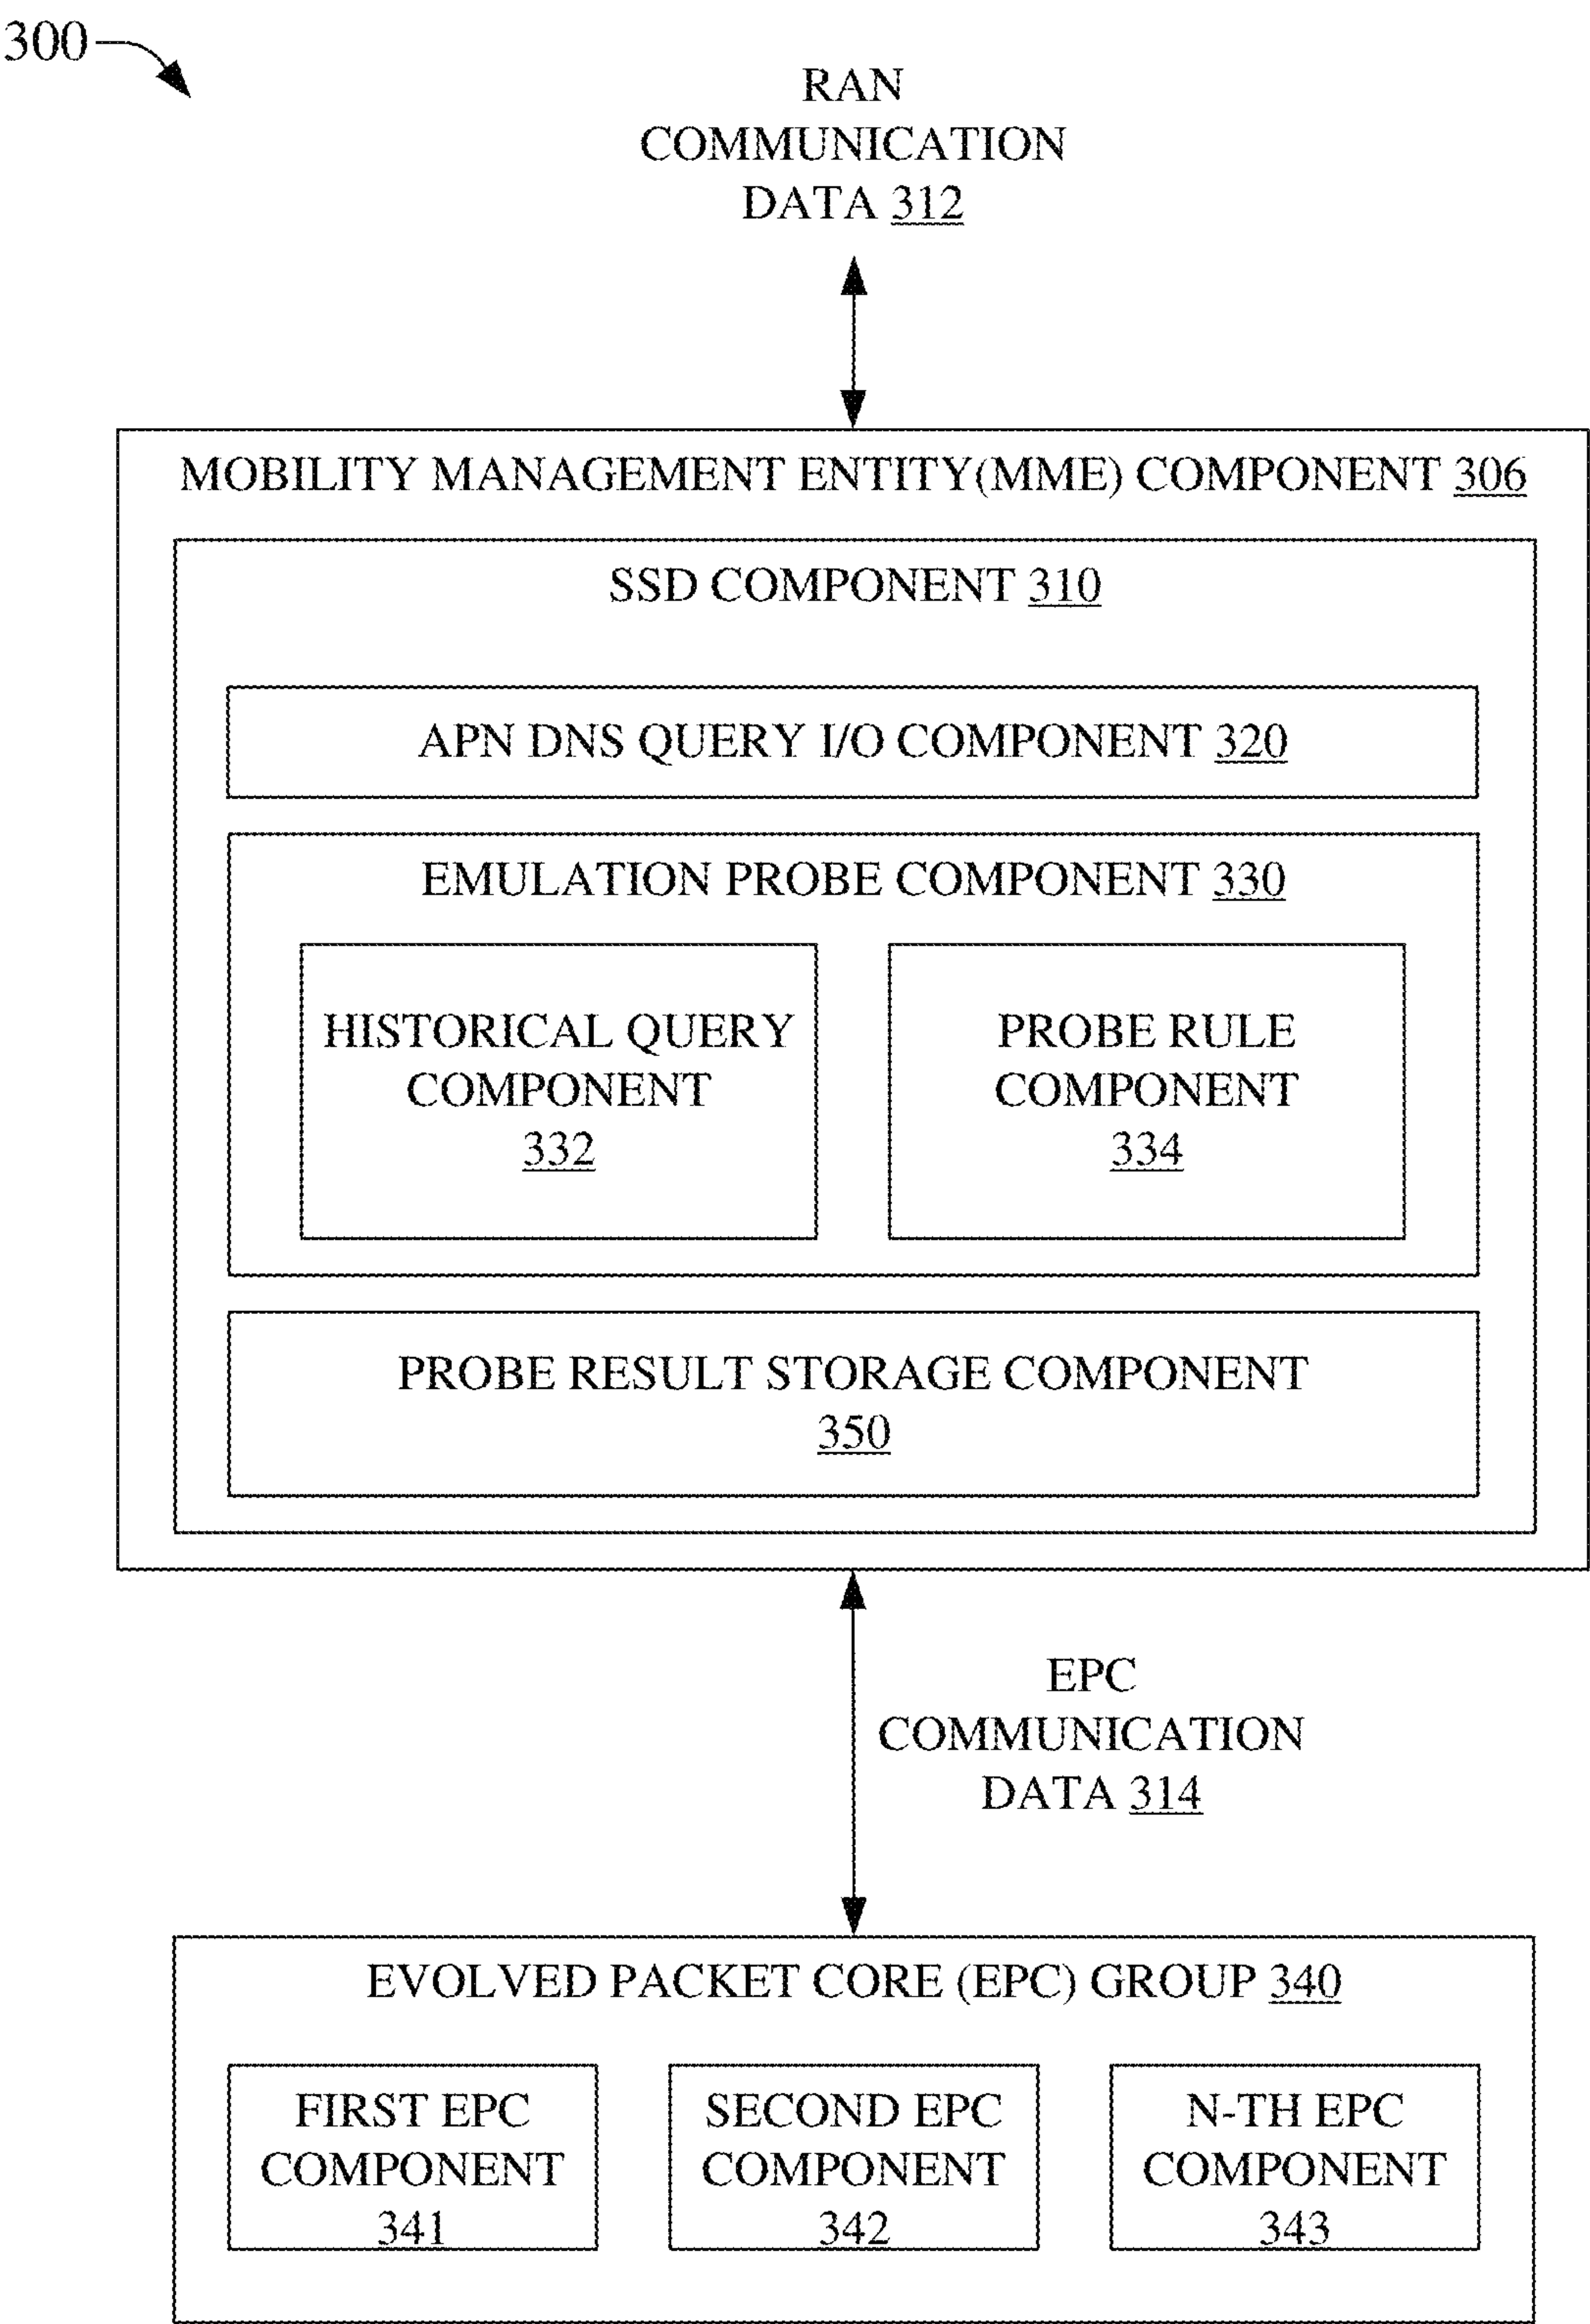 300
RAN
COMMUNICATION
DATA 312
MOBILITY MANAGEMENT ENTITY(MME) COMPONENT 306
SSD COMPONENT 310
APN DNS QUERY I/O COMPONENT 320
EMULATION PROBE COMPONENT 330
HISTORICAL QUERY
COMPONENT
332
PROBE RULE
COMPONENT
334
PROBE RESULT STORAGE COMPONENT
350
EPC
COMMUNICATION
DATA 314
EVOLVED PACKET CORE (EPC) GROUP 340
FIRST EPC
COMPONENT
341
SECOND EPC
COMPONENT
342
N-TH EPC
COMPONENT
343